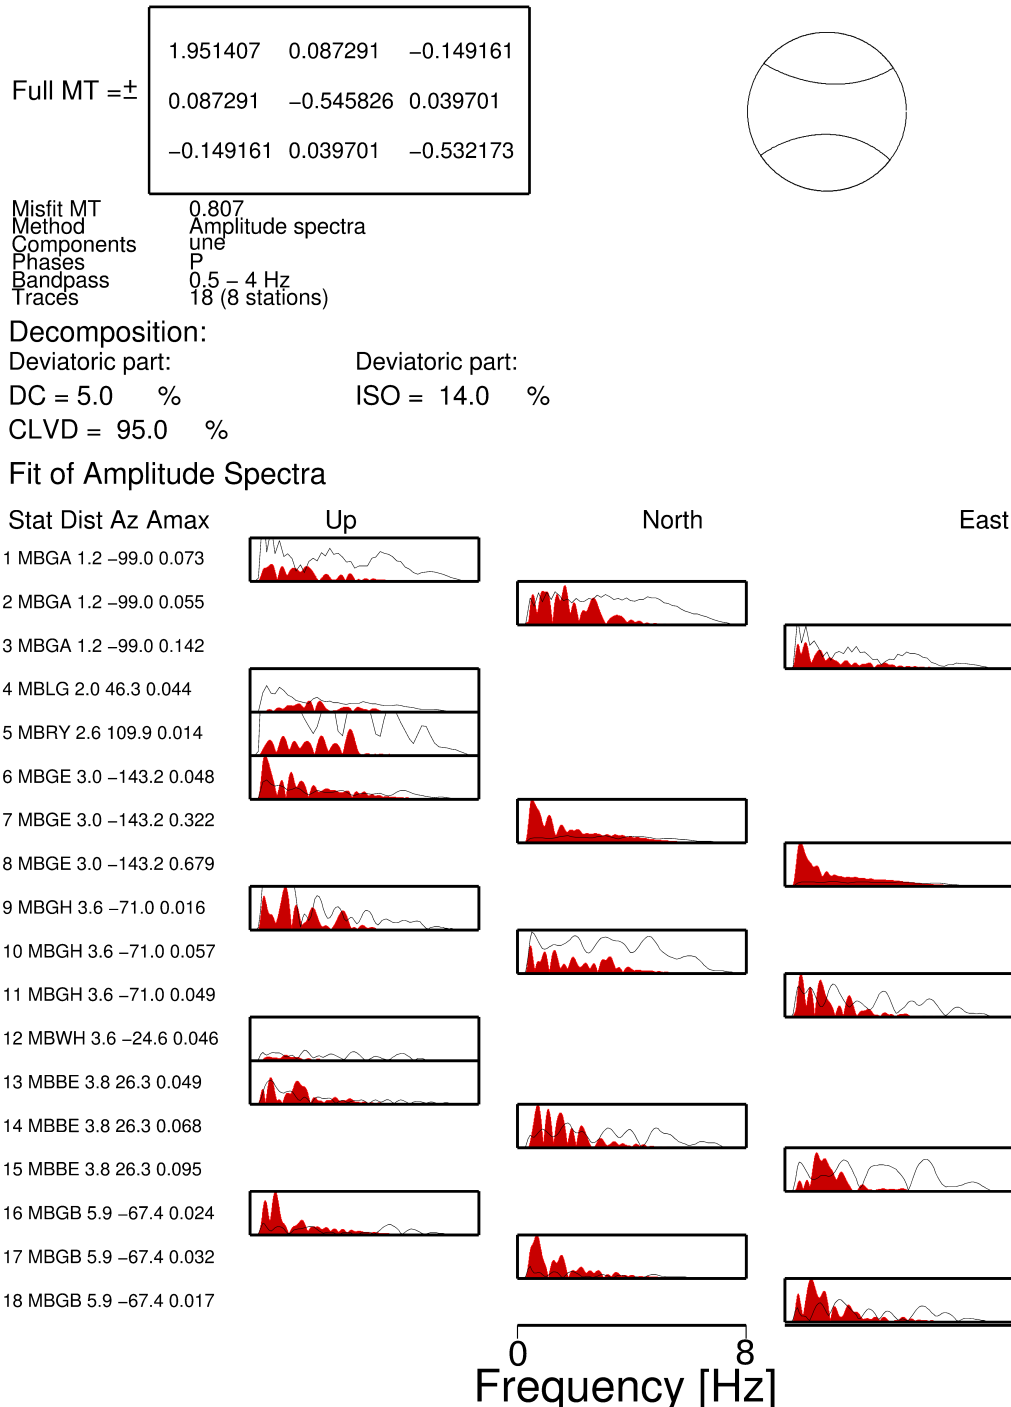 1.951407 0.087291 −0.149161
Full MT =±
0.087291 −0.545826 0.039701
−0.149161 0.039701 −0.532173
Misfit MT 0.807
Method Amplitude spectra
Components une
Phases P
Bandpass 0.5 − 4 Hz
Traces 18 (8 stations)
Decomposition:
Deviatoric part: Deviatoric part:
DC = 5.0 % ISO = 14.0 %
CLVD = 95.0 %
Fit of Amplitude Spectra
Stat Dist Az Amax Up North East
1 MBGA 1.2 −99.0 0.073
2 MBGA 1.2 −99.0 0.055
3 MBGA 1.2 −99.0 0.142
4 MBLG 2.0 46.3 0.044
5 MBRY 2.6 109.9 0.014
6 MBGE 3.0 −143.2 0.048
7 MBGE 3.0 −143.2 0.322
8 MBGE 3.0 −143.2 0.679
9 MBGH 3.6 −71.0 0.016
10 MBGH 3.6 −71.0 0.057
11 MBGH 3.6 −71.0 0.049
12 MBWH 3.6 −24.6 0.046
13 MBBE 3.8 26.3 0.049
14 MBBE 3.8 26.3 0.068
15 MBBE 3.8 26.3 0.095
16 MBGB 5.9 −67.4 0.024
17 MBGB 5.9 −67.4 0.032
18 MBGB 5.9 −67.4 0.017
0 8
Frequency [Hz]